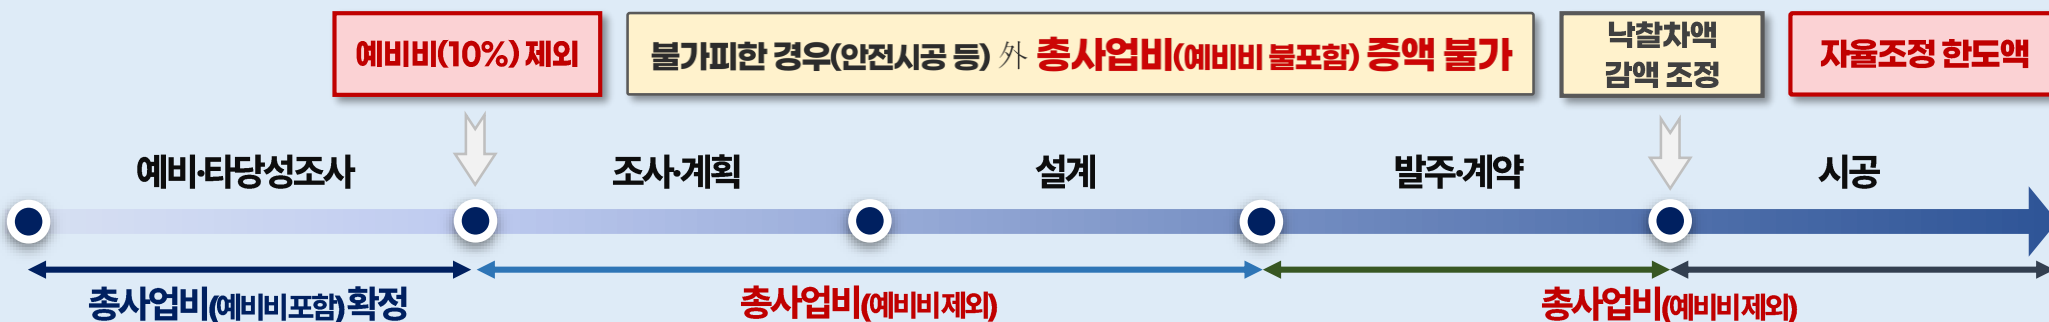 예비비(10%) 제외
불가피한 경우(안전시공 등) 外 총사업비(예비비 불포함) 증액 불가
낙찰차액
감액 조정
자율조정 한도액
예비·타당성조사
조사·계획
설계
발주·계약
시공
총사업비(예비비 포함) 확정
총사업비(예비비 제외)
총사업비(예비비 제외)